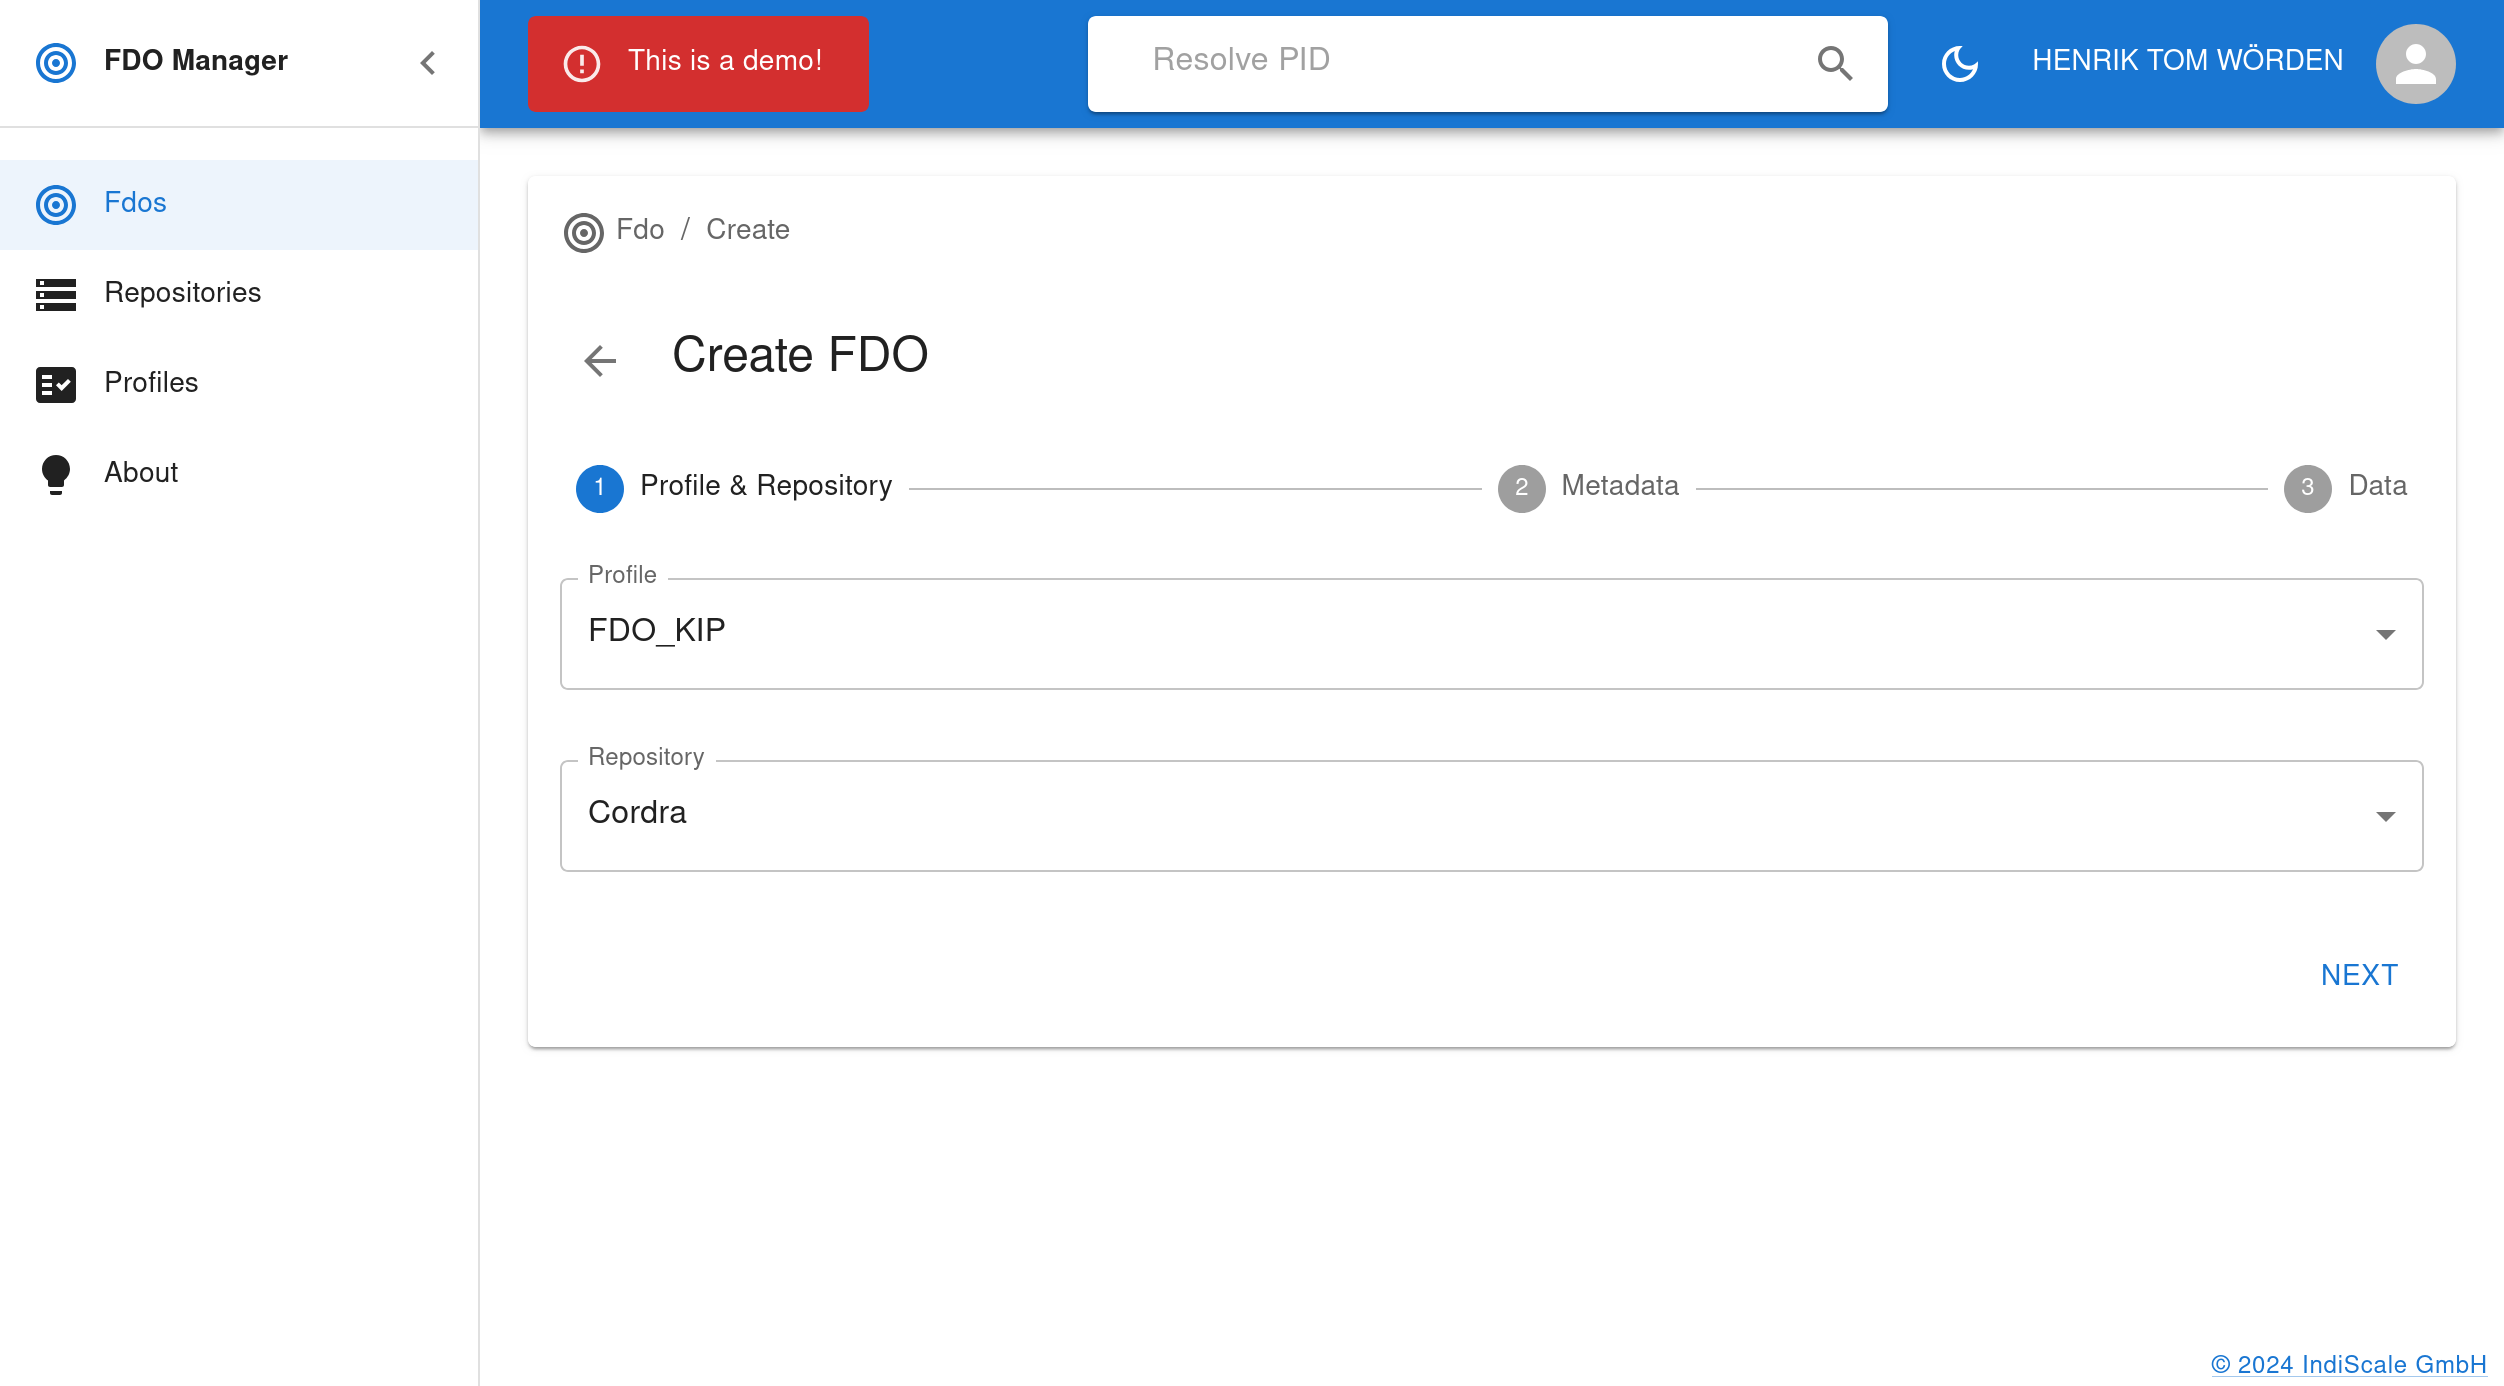 FDO Manager
This is a demo!
Resolve PID
HENRIK TOM WÖRDEN
Fdos
Repositories
Profiles
About
Fdo / Create
Create FDO
1 Profile & Repository
2 Metadata
3 Data
Profile
FDO_KIP
Repository
Cordra
NEXT
© 2024 IndiScale GmbH